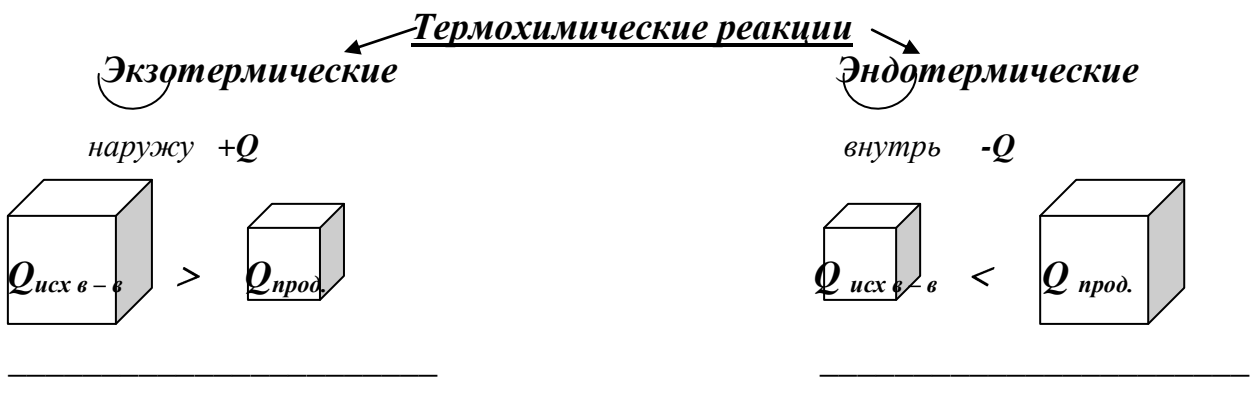 Термохимические реакции
Экзотермические Эндотермические
наружу +Q внутрь -Q
Qисх в – в > Qпрод. Q исх в – в < Q прод.